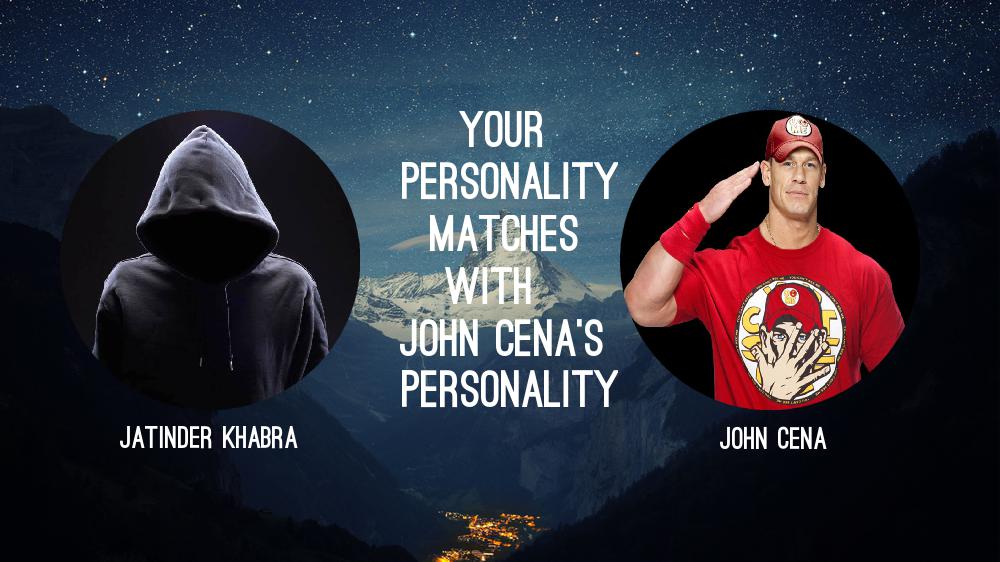 YOUR
PERSONALITY
MATCHES
WITH
JOHN CENA'S
PERSONALITY
JATINDER KHABRA
JOHN CENA